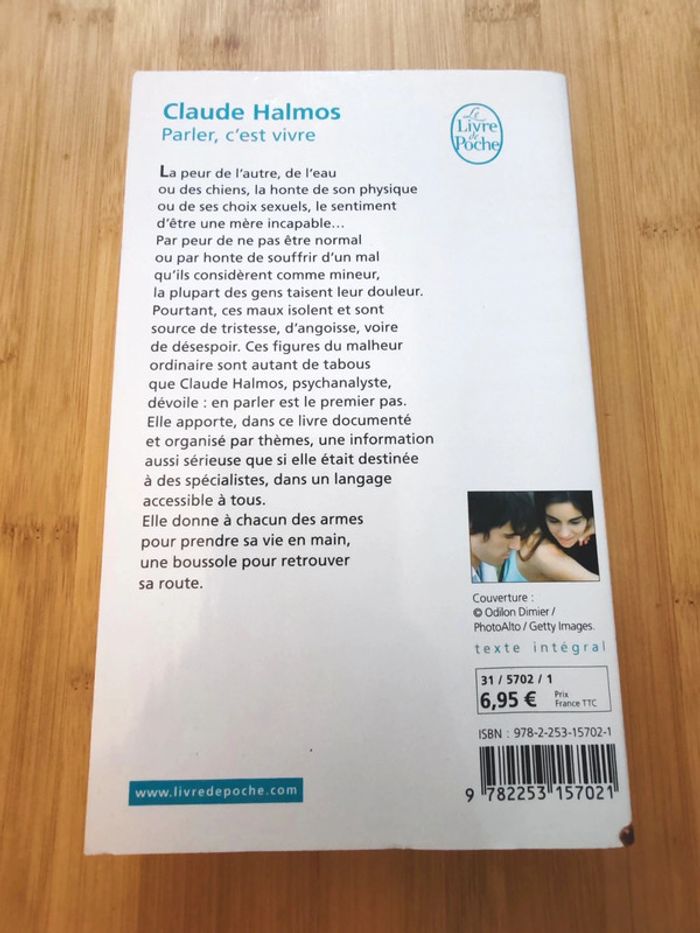 Claude Halmos
Parler, c'est vivre
Le
Livre
de
Poche
La peur de l'autre, de l'eau
ou des chiens, la honte de son physique
ou de ses choix sexuels, le sentiment
d'être une mère incapable...
Par peur de ne pas être normal
ou par honte de souffrir d'un mal
qu'ils considèrent comme mineur,
la plupart des gens taisent leur douleur.
Pourtant, ces maux isolent et sont
source de tristesse, d'angoisse, voire
de désespoir. Ces figures du malheur
ordinaire sont autant de tabous
que Claude Halmos, psychanalyste,
dévoile : en parler est le premier pas.
Elle apporte, dans ce livre documenté
et organisé par thèmes, une information
aussi sérieuse que si elle était destinée
à des spécialistes, dans un langage
accessible à tous.
Elle donne à chacun des armes
pour prendre sa vie en main,
une boussole pour retrouver
sa route.
Couverture :
© Odilon Dimier /
PhotoAlto / Getty Images.
texte intégral
31 / 5702 / 1
6,95 € Prix
France TTC
ISBN : 978-2-253-15702-1
9 782253 157021
www.livredepoche.com